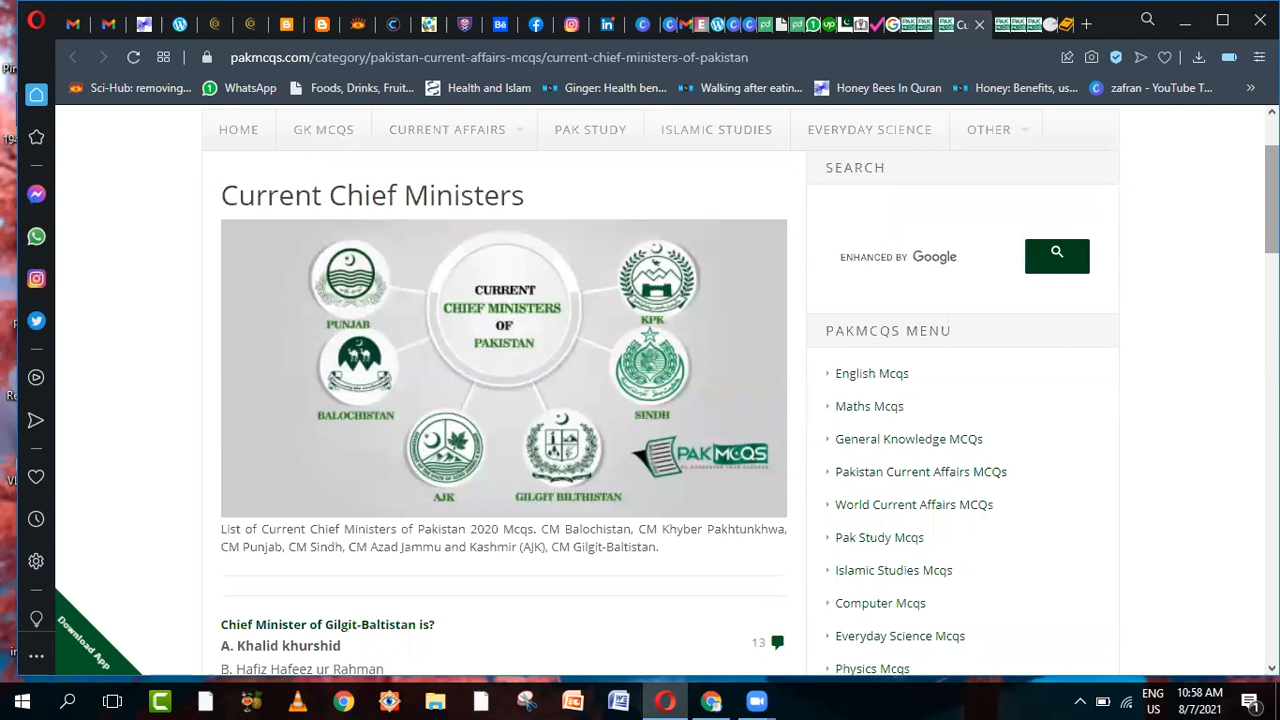 pakmcqs.com/category/pakistan-current-affairs-mcqs/current-chief-ministers-of-pakistan
Sci-Hub: removing...
WhatsApp
Foods, Drinks, Fruit...
Health and Islam
Ginger: Health ben...
Walking after eatin...
Honey Bees In Quran
Honey: Benefits, us...
zafran - YouTube T...
HOME
GK MCQS
CURRENT AFFAIRS
PAK STUDY
ISLAMIC STUDIES
EVERYDAY SCIENCE
OTHER
Current Chief Ministers
CURRENT
CHIEF MINISTERS
OF
PAKISTAN
PUNJAB
KPK
BALOCHISTAN
SINDH
AJK
GILGIT BILTHISTAN
PAKMCQS
List of Current Chief Ministers of Pakistan 2020 Mcqs. CM Balochistan, CM Khyber Pakhtunkhwa,
CM Punjab, CM Sindh, CM Azad Jammu and Kashmir (AJK), CM Gilgit-Baltistan.
Chief Minister of Gilgit-Baltistan is?
A. Khalid khurshid
13
B. Hafiz Hafeez ur Rahman
SEARCH
ENHANCED BY Google
PAKMCQS MENU
English Mcqs
Maths Mcqs
General Knowledge MCQs
Pakistan Current Affairs MCQs
World Current Affairs MCQs
Pak Study Mcqs
Islamic Studies Mcqs
Computer Mcqs
Everyday Science Mcqs
Physics Mcqs
Download App
ENG
US
10:58 AM
8/7/2021